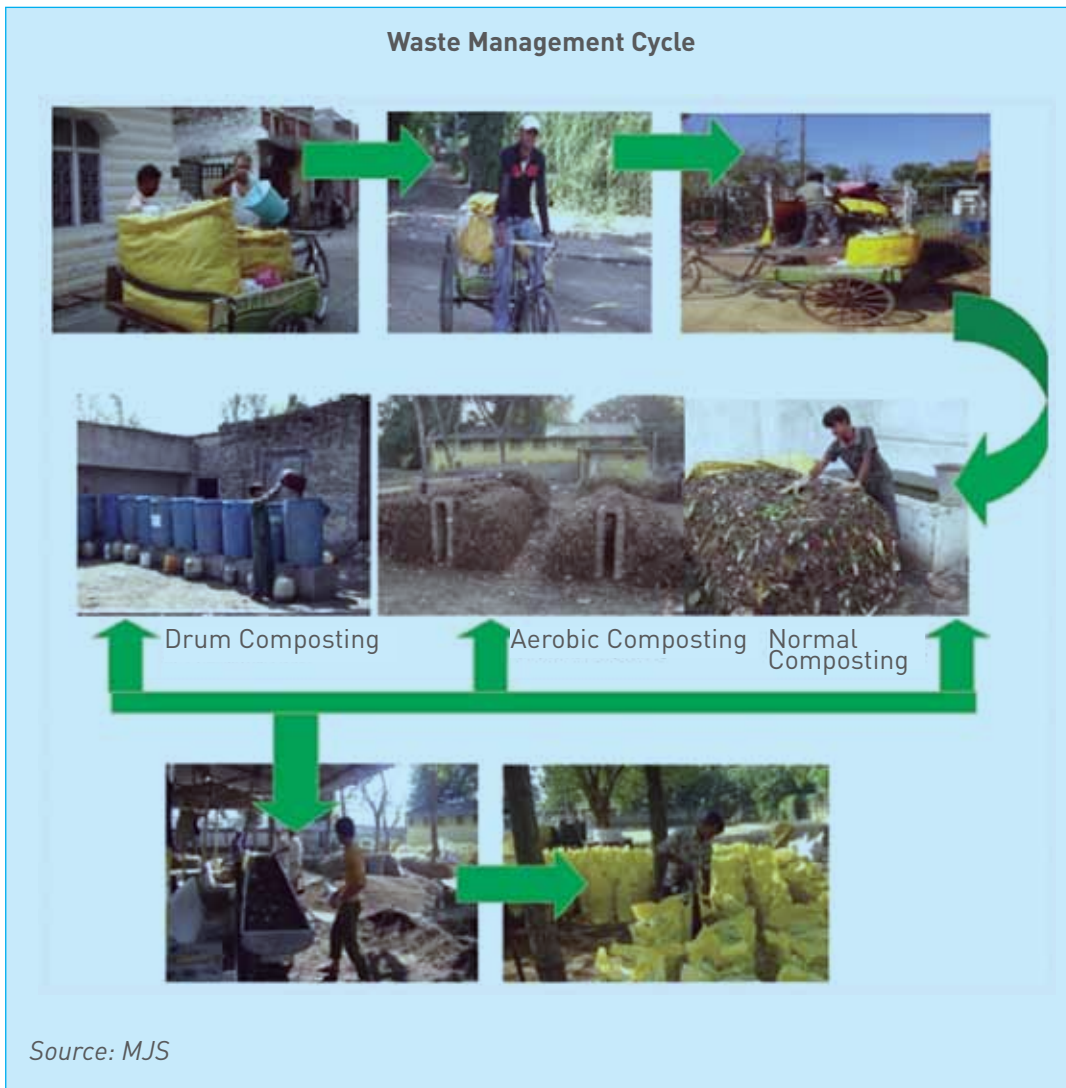 Waste Management Cycle
Drum Composting
Aerobic Composting
Normal
Composting
Source: MJS